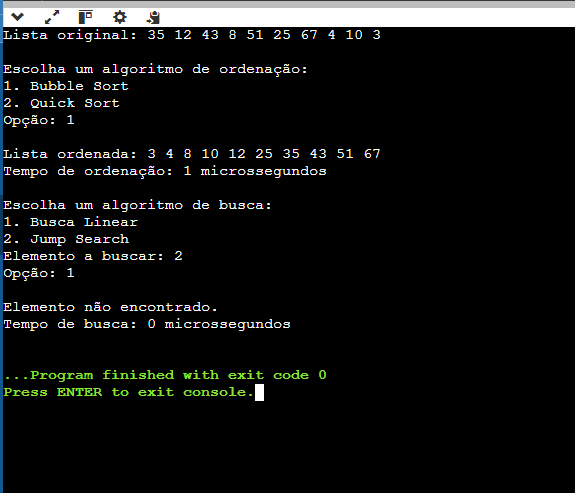 Lista original: 35 12 43 8 51 25 67 4 10 3
Escolha um algoritmo de ordenação:
1. Bubble Sort
2. Quick Sort
Opção: 1
Lista ordenada: 3 4 8 10 12 25 35 43 51 67
Tempo de ordenação: 1 microssegundos
Escolha um algoritmo de busca:
1. Busca Linear
2. Jump Search
Elemento a buscar: 2
Opção: 1
Elemento não encontrado.
Tempo de busca: 0 microssegundos
...Program finished with exit code 0
Press ENTER to exit console.